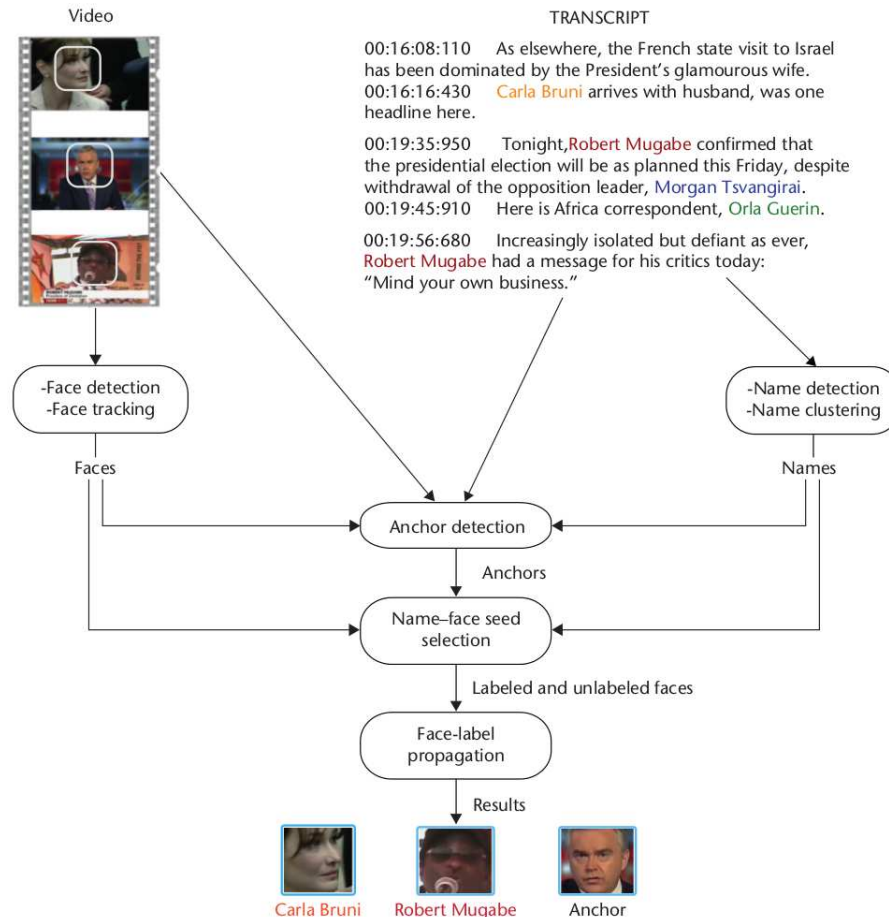 Video
TRANSCRIPT
00:16:08:110 As elsewhere, the French state visit to Israel
has been dominated by the President's glamourous wife.
00:16:16:430 Carla Bruni arrives with husband, was one
headline here.
00:19:35:950 Tonight,Robert Mugabe confirmed that
the presidential election will be as planned this Friday, despite
withdrawal of the opposition leader, Morgan Tsvangirai.
00:19:45:910 Here is Africa correspondent, Orla Guerin.
00:19:56:680 Increasingly isolated but defiant as ever,
Robert Mugabe had a message for his critics today:
“Mind your own business.”
ROBERT MUGABE
-Face detection
-Face tracking
-Name detection
-Name clustering
Faces
Names
Anchor detection
Anchors
Name–face seed
selection
Labeled and unlabeled faces
Face-label
propagation
Results
Carla Bruni
Robert Mugabe
Anchor